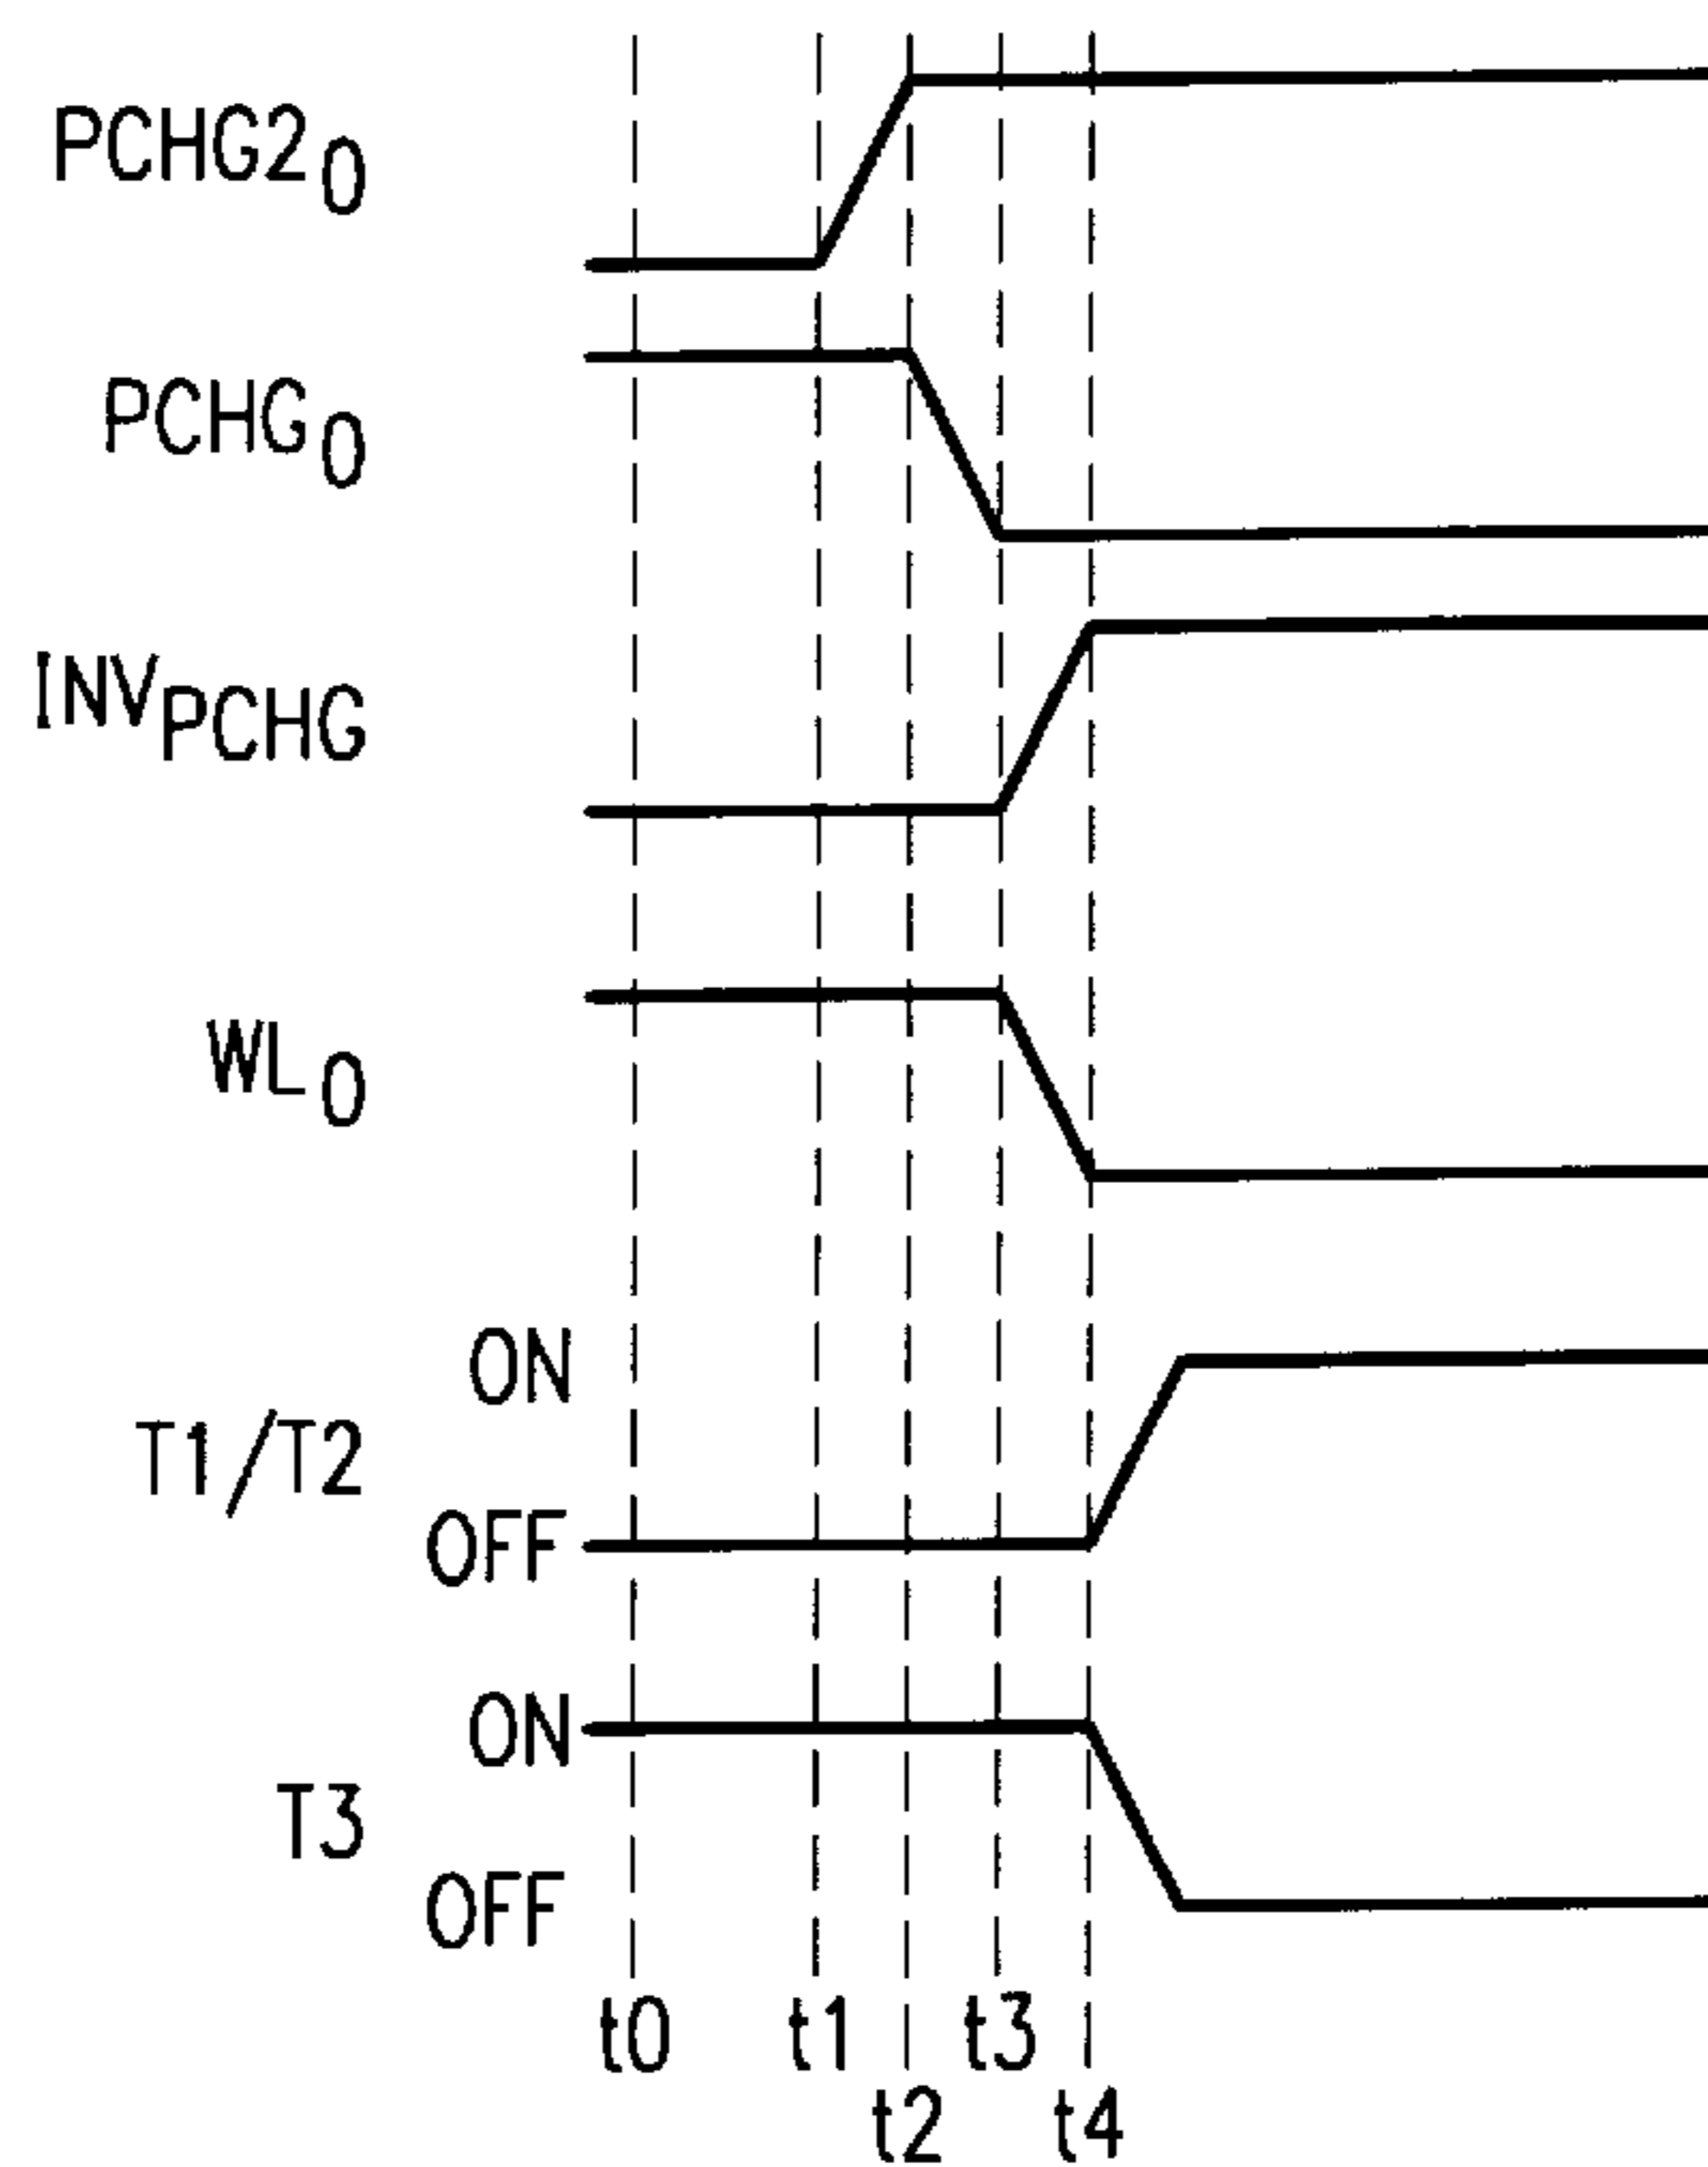 PCHG2₀
PCHG₀
INV_PCHG
WL₀
ON
T1/T2
OFF
ON
T3
OFF
t0 t1 t3
t2 t4